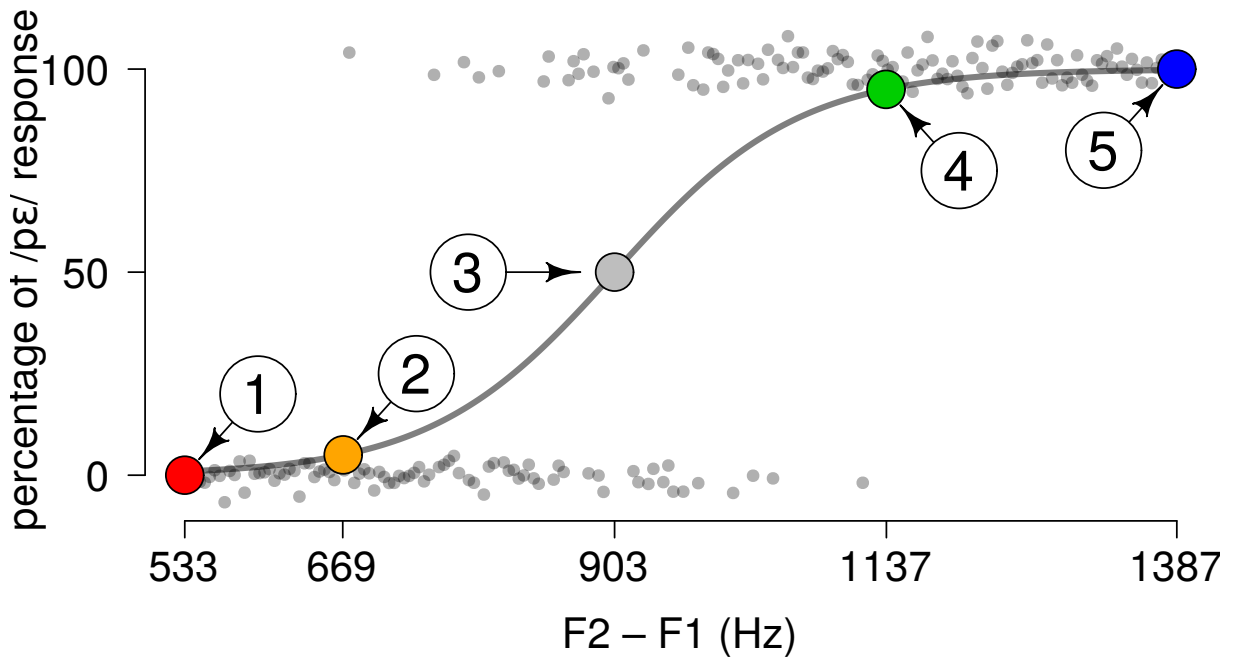 percentage of /pɛ/ response
100
50
0
1
2
3
4
5
533 669 903 1137 1387
F2 – F1 (Hz)